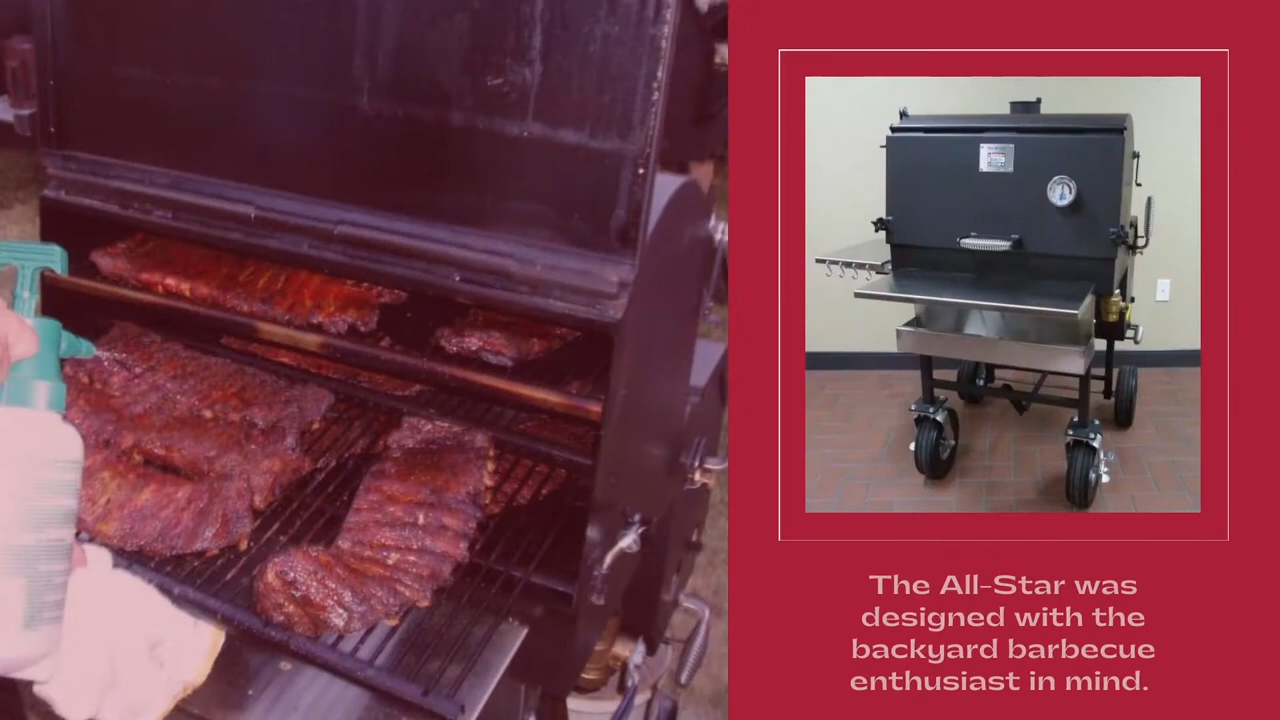 The All-Star was
designed with the
backyard barbecue
enthusiast in mind.